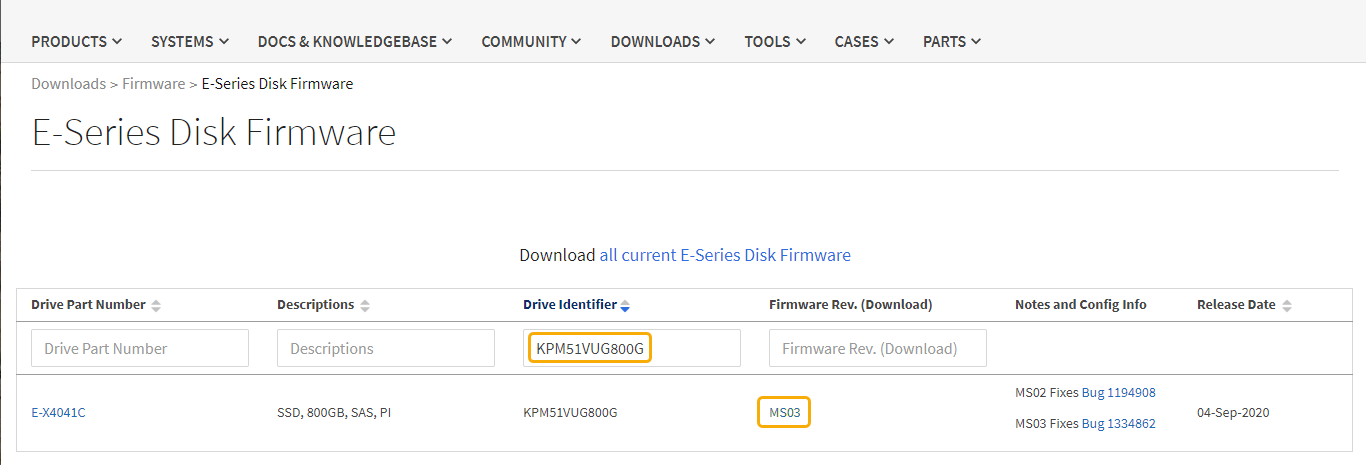 PRODUCTS SYSTEMS DOCS & KNOWLEDGEBASE COMMUNITY DOWNLOADS TOOLS CASES PARTS
Downloads > Firmware > E-Series Disk Firmware
E-Series Disk Firmware
Download all current E-Series Disk Firmware
Drive Part Number Descriptions Drive Identifier Firmware Rev. (Download) Notes and Config Info Release Date
Drive Part Number Descriptions KPM51VUG800G Firmware Rev. (Download)
MS02 Fixes Bug 1194908
E-X4041C SSD, 800GB, SAS, PI KPM51VUG800G MS03 04-Sep-2020
MS03 Fixes Bug 1334862